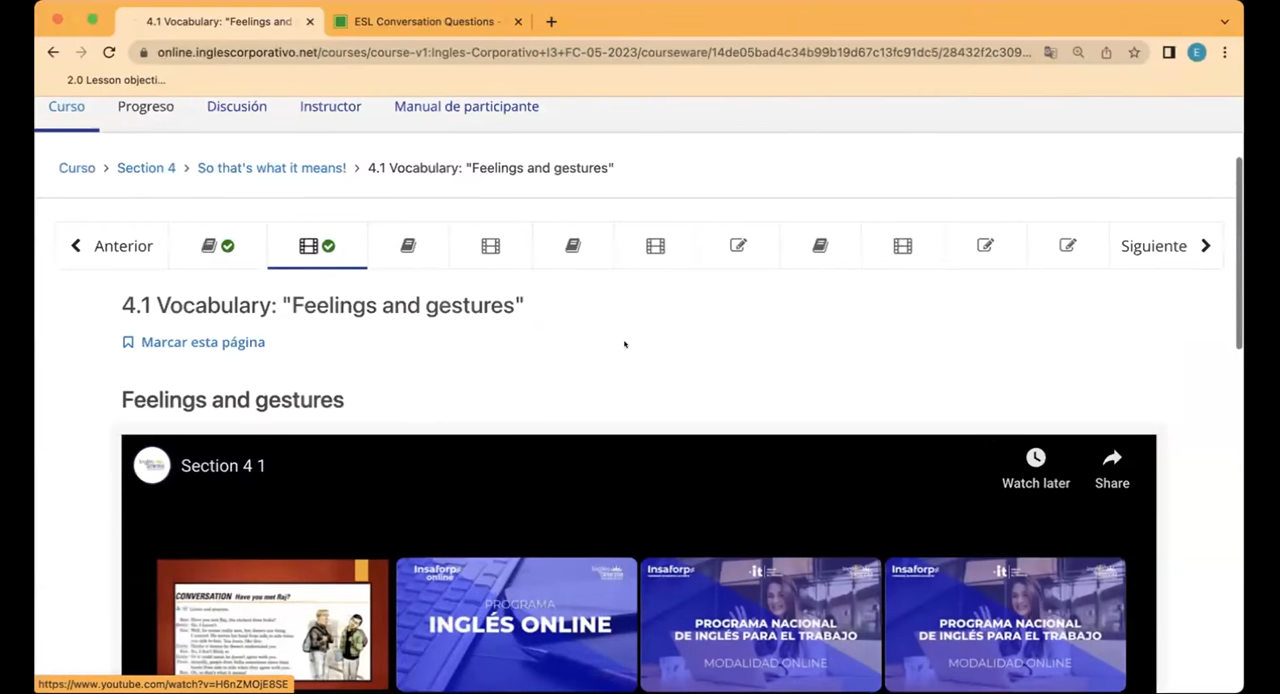 4.1 Vocabulary: "Feelings and
ESL Conversation Questions -
online.inglescorporativo.net/courses/course-v1:Ingles-Corporativo+I3+FC-05-2023/courseware/14de05bad4c34b99b19d67c13fc91dc5/28432f2c309...
E
2.0 Lesson objecti...
Curso Progreso Discusión Instructor Manual de participante
Curso > Section 4 > So that's what it means! > 4.1 Vocabulary: "Feelings and gestures"
Anterior Siguiente
4.1 Vocabulary: "Feelings and gestures"
Marcar esta página
Feelings and gestures
Section 4 1
Watch later Share
CONVERSATION Have you met Raj?
Insaforp online
PROGRAMA
INGLÉS ONLINE
Insaforp
PROGRAMA NACIONAL
DE INGLÉS PARA EL TRABAJO
MODALIDAD ONLINE
Insaforp
PROGRAMA NACIONAL
DE INGLÉS PARA EL TRABAJO
MODALIDAD ONLINE
https://www.youtube.com/watch?v=H6nZMOjE8SE